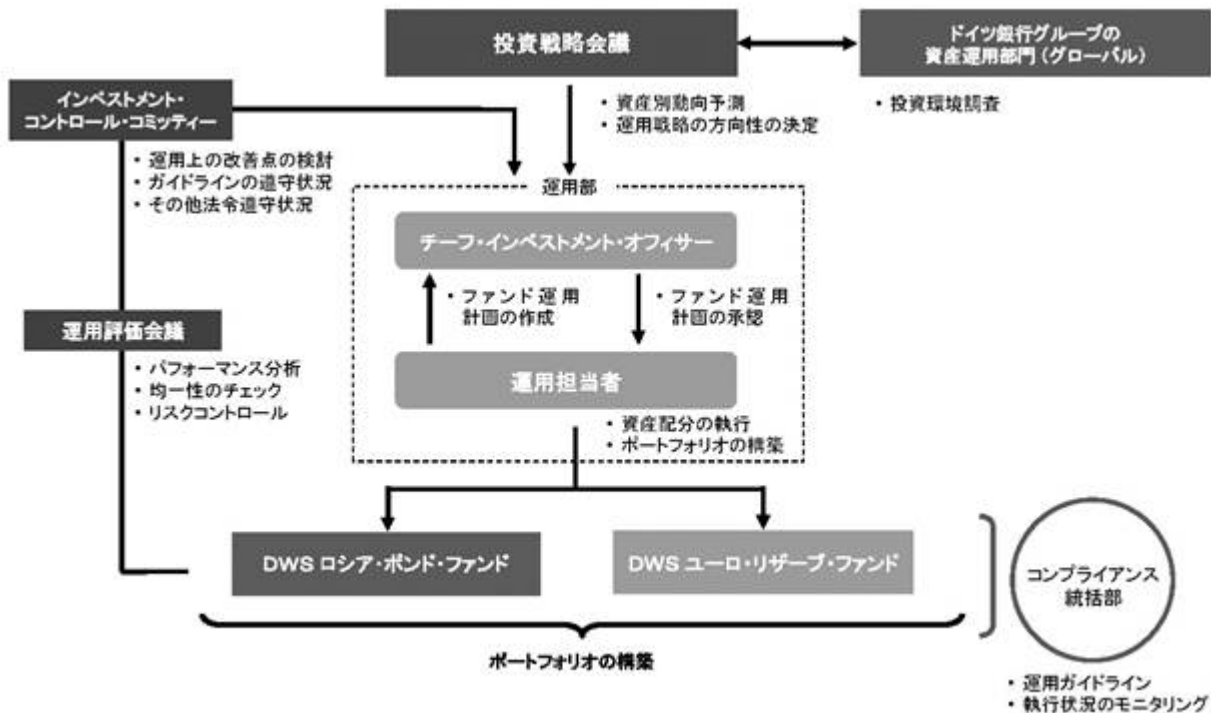 投資戦略会議
ドイツ銀行グループの
資産運用部門(グローバル)
・投資環境調査
・資産別動向予測
・運用戦略の方向性の決定
インベストメント・
コントロール・コミッティー
・運用上の改善点の検討
・ガイドラインの遵守状況
・その他法令遵守状況
運用部
チーフ・インベストメント・オフィサー
・ファンド運用
計画の作成
・ファンド運用
計画の承認
運用評価会議
・パフォーマンス分析
・均一性のチェック
・リスクコントロール
運用担当者
・資産配分の執行
・ポートフォリオの構築
DWS ロシア・ボンド・ファンド
DWS ユーロ・リザーブ・ファンド
コンプライアンス
統括部
ポートフォリオの構築
・運用ガイドライン
・執行状況のモニタリング